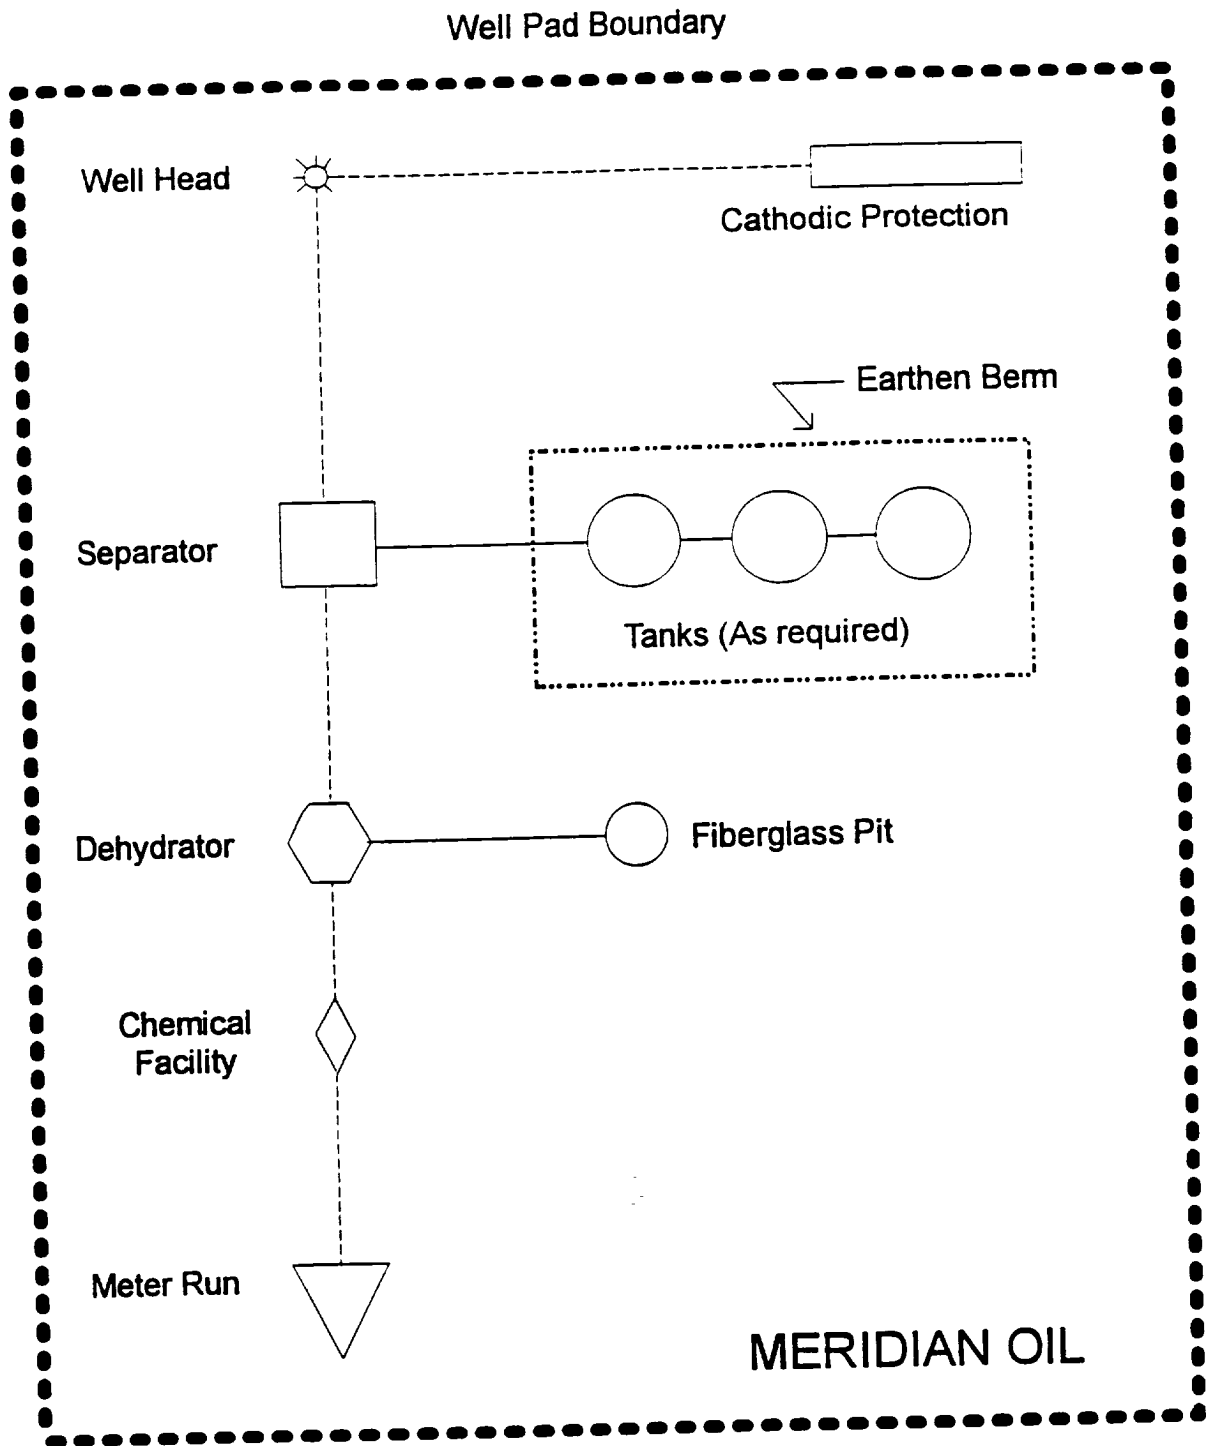 Well Pad Boundary
Well Head
Cathodic Protection
Earthen Berm
Separator
Tanks (As required)
Dehydrator
Fiberglass Pit
Chemical
Facility
Meter Run
MERIDIAN OIL